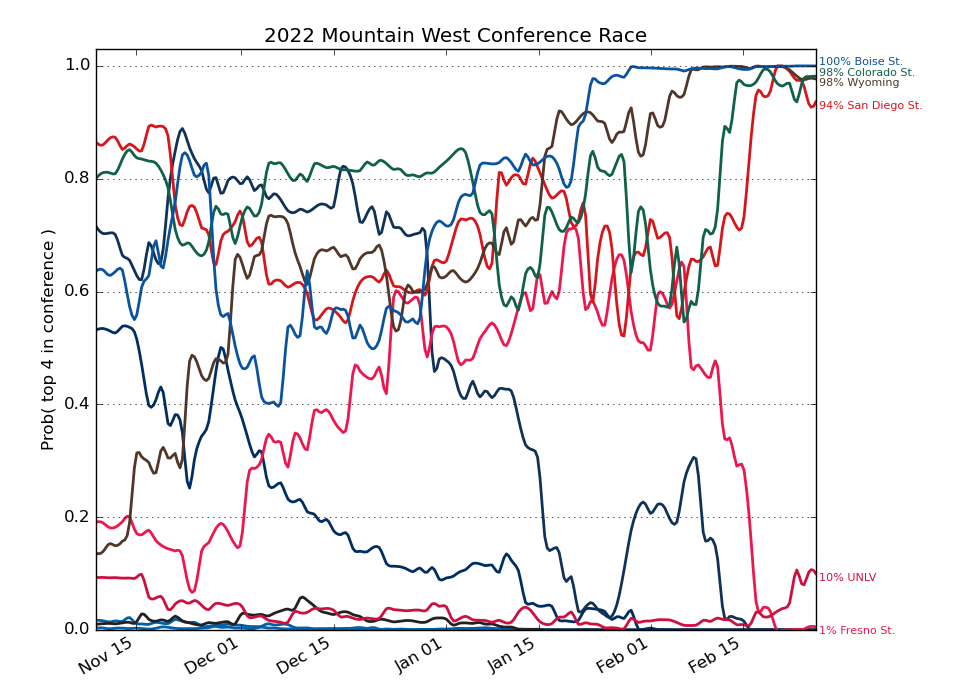 2022 Mountain West Conference Race
Prob( top 4 in conference )
1.0
0.8
0.6
0.4
0.2
0.0
Nov 15
Dec 01
Dec 15
Jan 01
Jan 15
Feb 01
Feb 15
100% Boise St.
98% Colorado St.
98% Wyoming
94% San Diego St.
10% UNLV
1% Fresno St.